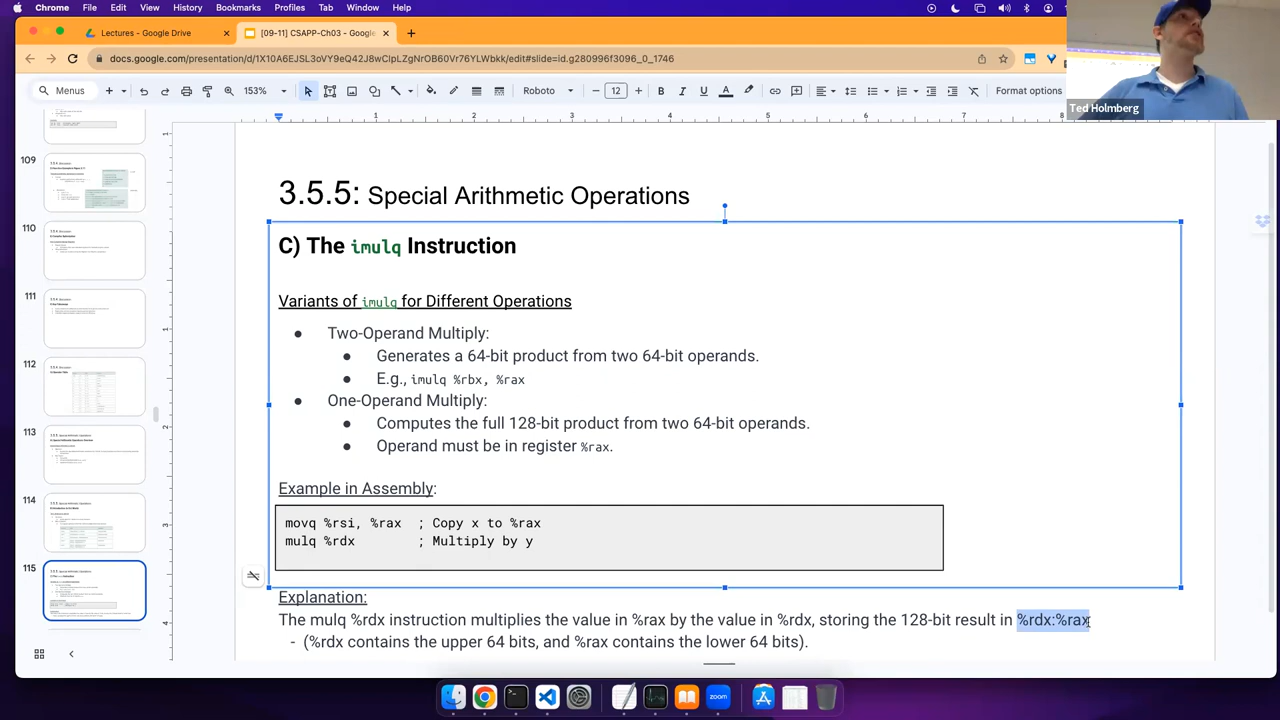 Chrome File Edit View History Bookmarks Profiles Tab Window Help
Lectures - Google Drive
[09-11] CSAPP-Ch03 - Google
docs.google.com/presentation/d/1X10A6EJSL3oVY9eQ42J8wClpLZgNrOBT6Vr76YLWbkk/edit#slide=id.g280996f3096_0_1746
Menus
153%
Roboto
12
Format options
Ted Holmberg
109
110
111
112
113
114
115
3.5.5: Special Arithmetic Operations
C) The imulq Instruction
Variants of imulq for Different Operations
● Two-Operand Multiply:
● Generates a 64-bit product from two 64-bit operands.
● E.g., imulq %rbx, %rax
● One-Operand Multiply:
● Computes the full 128-bit product from two 64-bit operands.
● Operand must be in register %rax.
Example in Assembly:
movq %rsi, %rax ; Copy x to %rax
mulq %rdx ; Multiply by y
Explanation:
The mulq %rdx instruction multiplies the value in %rax by the value in %rdx, storing the 128-bit result in %rdx:%rax
- (%rdx contains the upper 64 bits, and %rax contains the lower 64 bits).
zoom